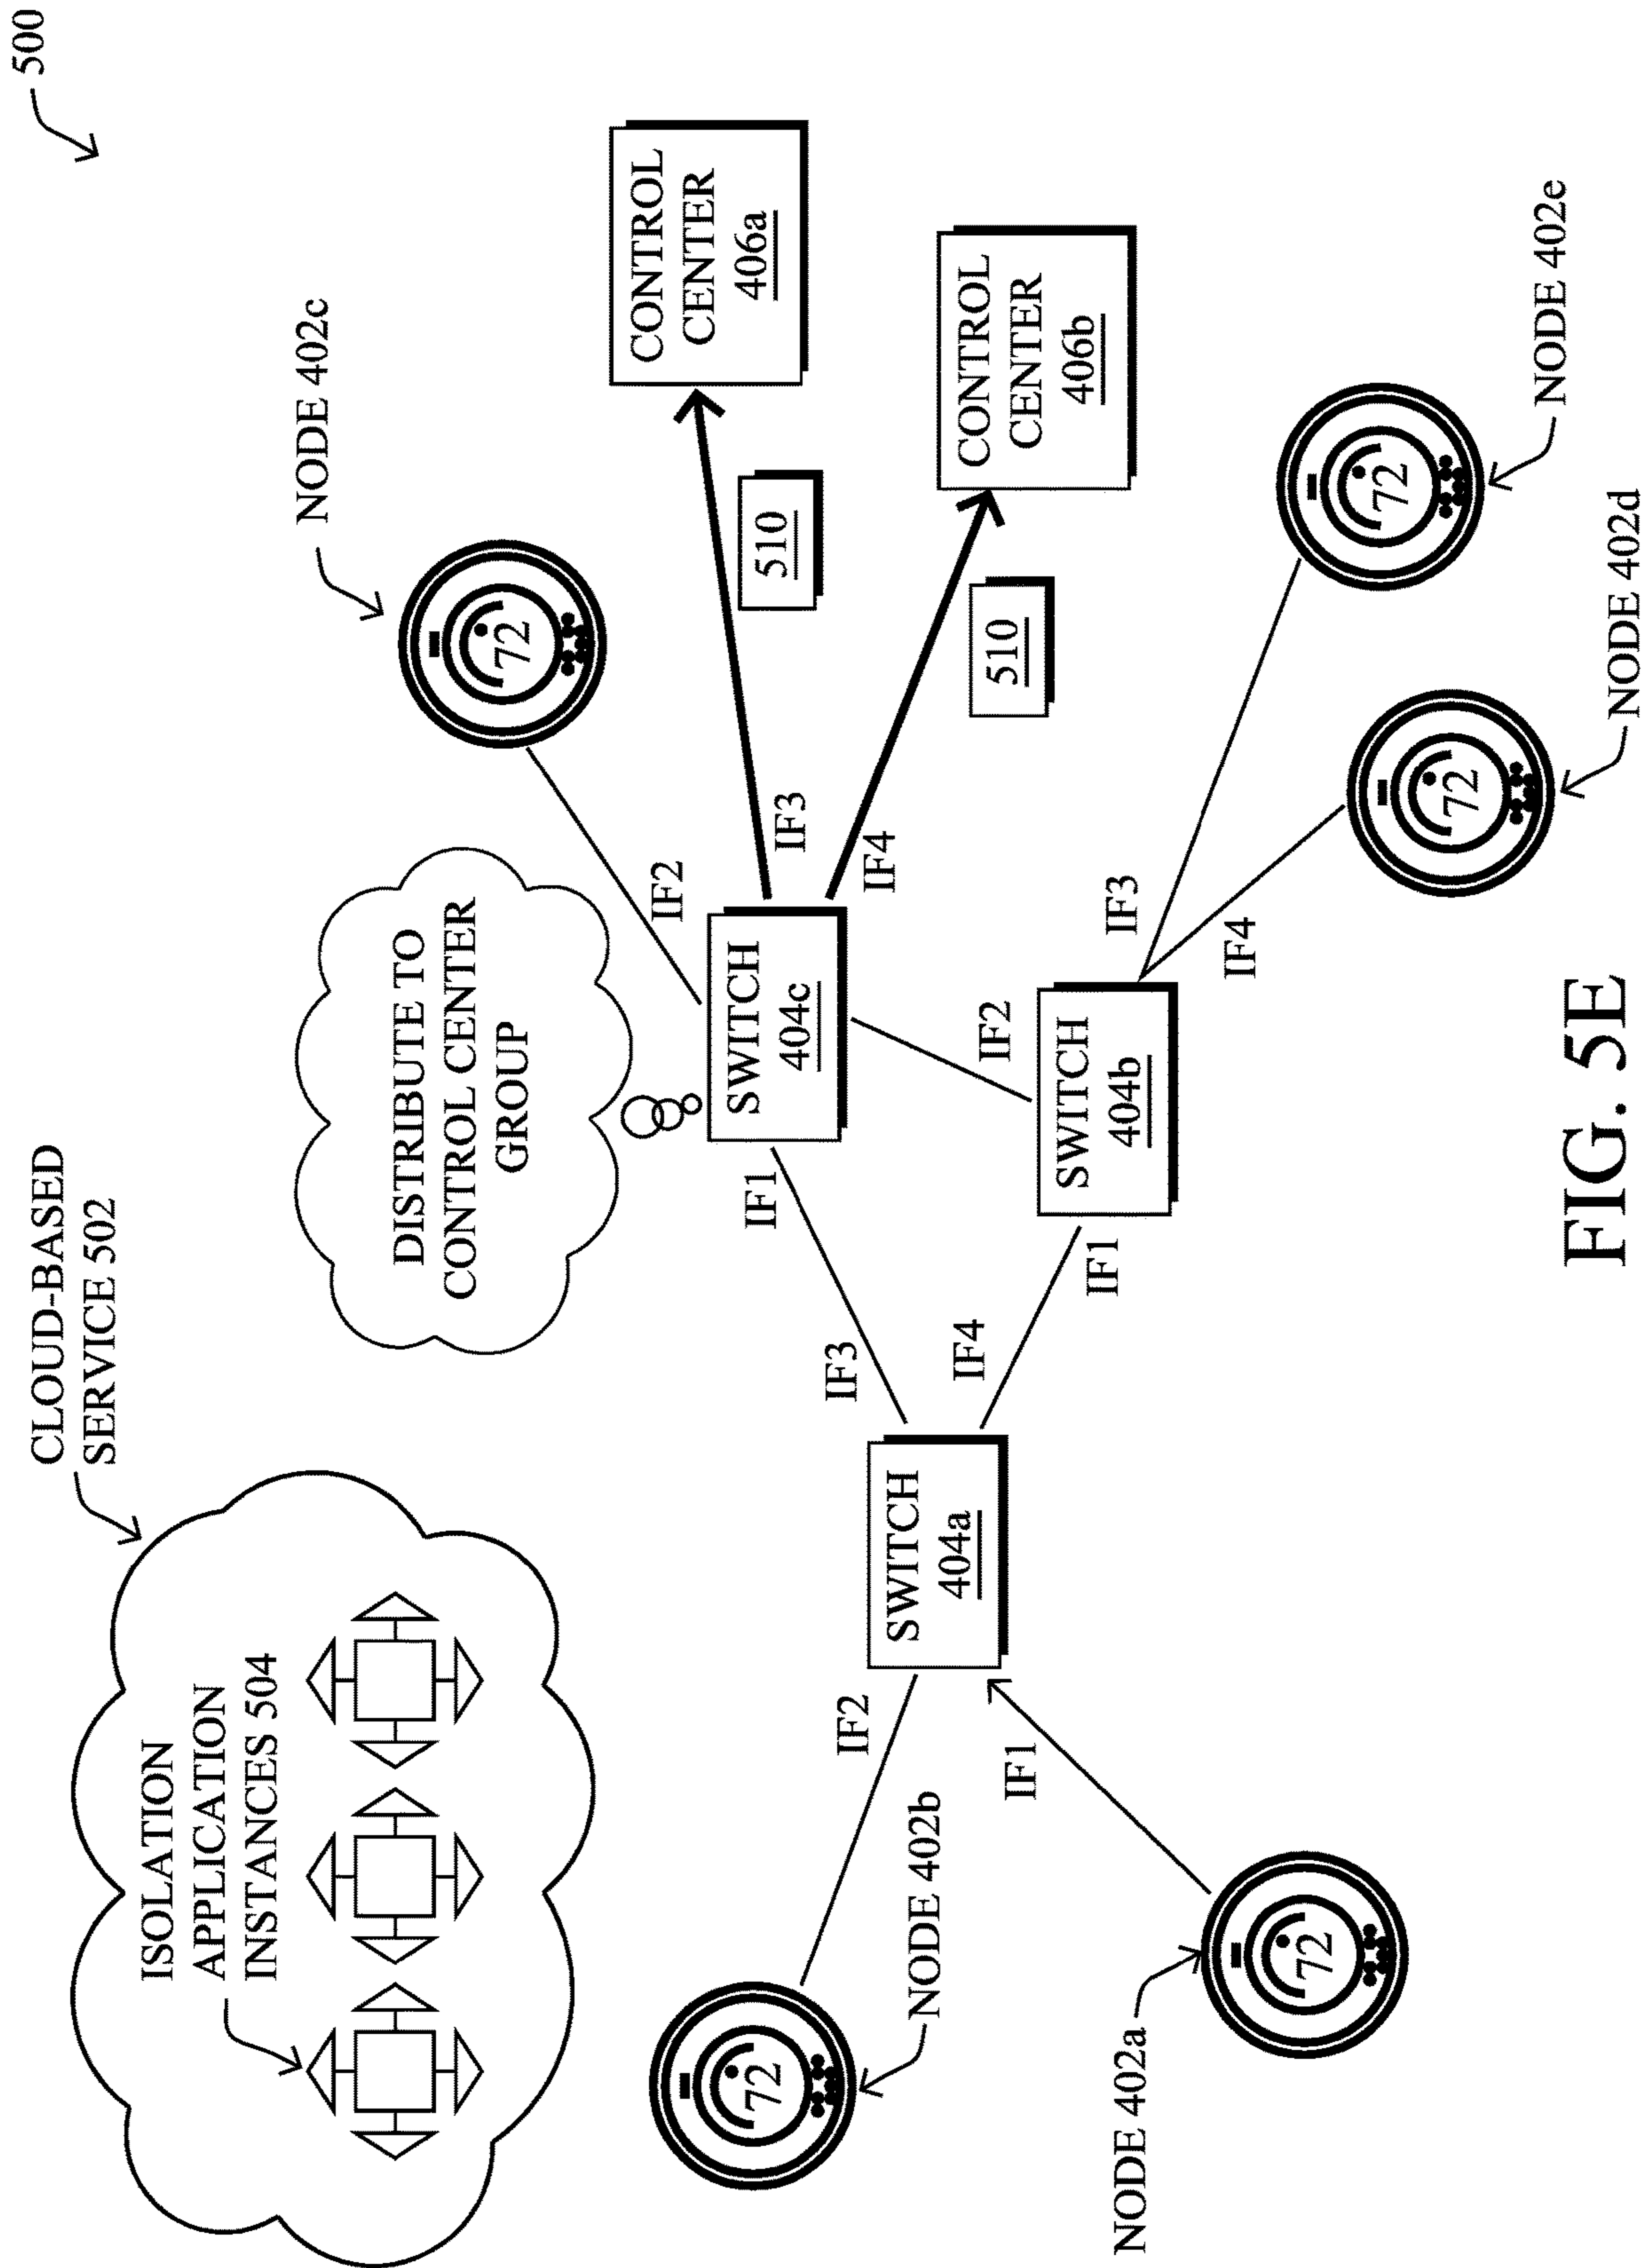 500
CLOUD-BASED
SERVICE 502
ISOLATION
APPLICATION
INSTANCES 504
DISTRIBUTE TO
CONTROL CENTER
GROUP
NODE 402c
72
CONTROL
CENTER
406a
510
IF2
IF3
SWITCH
404c
IF1
IF4
CONTROL
CENTER
406b
510
NODE 402b
72
IF2
SWITCH
404a
IF3
IF4
IF1
NODE 402a
72
IF2
SWITCH
404b
IF1
IF3
IF4
72
NODE 402e
72
NODE 402d
FIG. 5E